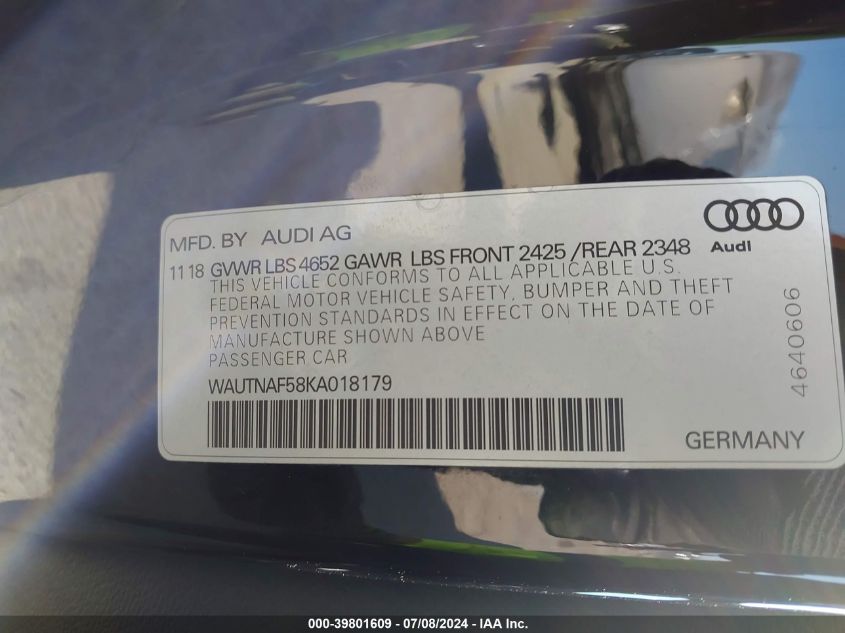 MFD. BY AUDI AG
Audi
11 18 GVWR LBS 4652 GAWR LBS FRONT 2425 /REAR 2348
THIS VEHICLE CONFORMS TO ALL APPLICABLE U.S.
FEDERAL MOTOR VEHICLE SAFETY, BUMPER AND THEFT
PREVENTION STANDARDS IN EFFECT ON THE DATE OF
MANUFACTURE SHOWN ABOVE
PASSENGER CAR
WAUTNAF58KA018179
4640606
GERMANY
000-39801609 - 07/08/2024 - IAA Inc.